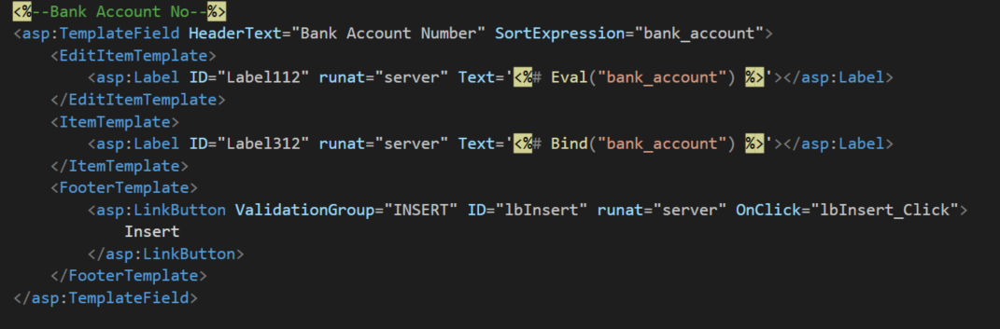 <%--Bank Account No--%>
<asp:TemplateField HeaderText="Bank Account Number" SortExpression="bank_account">
<EditItemTemplate>
<asp:Label ID="Label112" runat="server" Text='<%# Eval("bank_account") %>'></asp:Label>
</EditItemTemplate>
<ItemTemplate>
<asp:Label ID="Label312" runat="server" Text='<%# Bind("bank_account") %>'></asp:Label>
</ItemTemplate>
<FooterTemplate>
<asp:LinkButton ValidationGroup="INSERT" ID="lbInsert" runat="server" OnClick="lbInsert_Click">
Insert
</asp:LinkButton>
</FooterTemplate>
</asp:TemplateField>